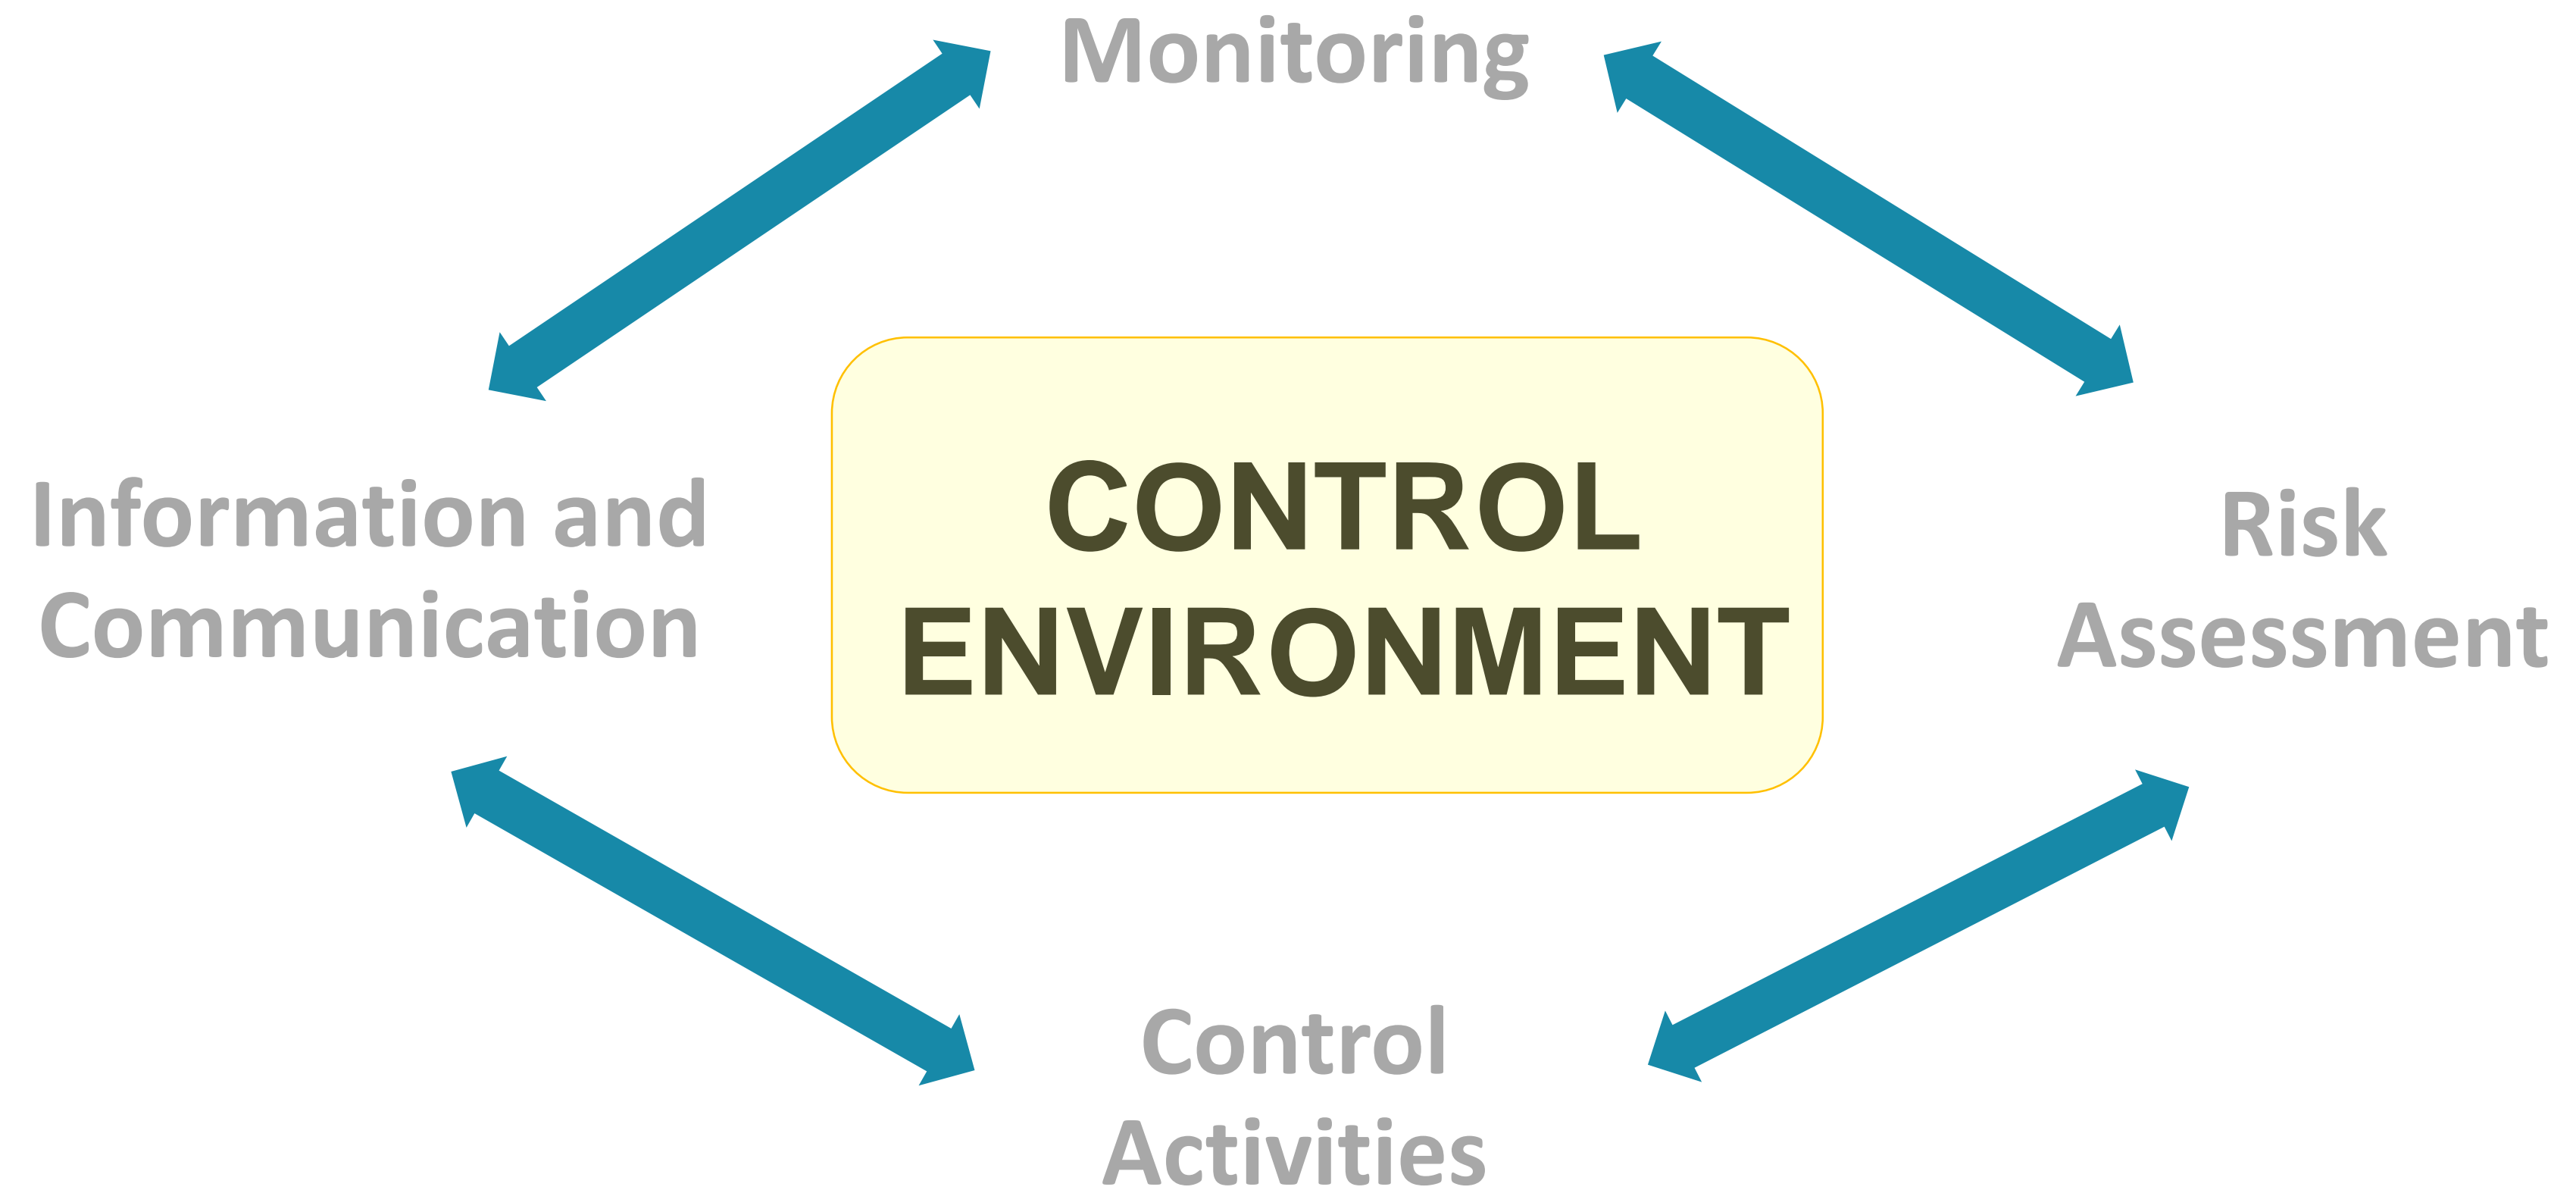 Monitoring
Information and
Communication
CONTROL
ENVIRONMENT
Risk
Assessment
Control
Activities